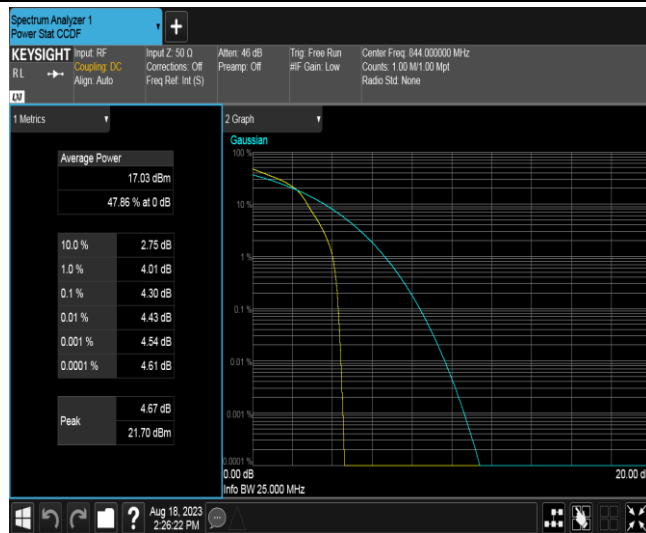 Spectrum Analyzer 1
Power Stat CCDF
+
KEYSIGHT
RL
Input: RF
Coupling: DC
Align: Auto
Input Z: 50 Ω
Corrections: Off
Freq Ref: Int (S)
Atten: 46 dB
Preamp: Off
Trig: Free Run
#IF Gain: Low
Center Freq: 844.000000 MHz
Counts: 1.00 M/1.00 Mpt
Radio Std: None
1 Metrics
Average Power
17.03 dBm
47.86 % at 0 dB
10.0 % 2.75 dB
1.0 % 4.01 dB
0.1 % 4.30 dB
0.01 % 4.43 dB
0.001 % 4.54 dB
0.0001 % 4.61 dB
Peak
4.67 dB
21.70 dBm
2 Graph
Gaussian
100 %
10 %
1 %
0.1 %
0.01 %
0.001 %
0.0001 %
0.00 dB
20.00 d
Info BW 25.000 MHz
?
Aug 18, 2023
2:26:22 PM